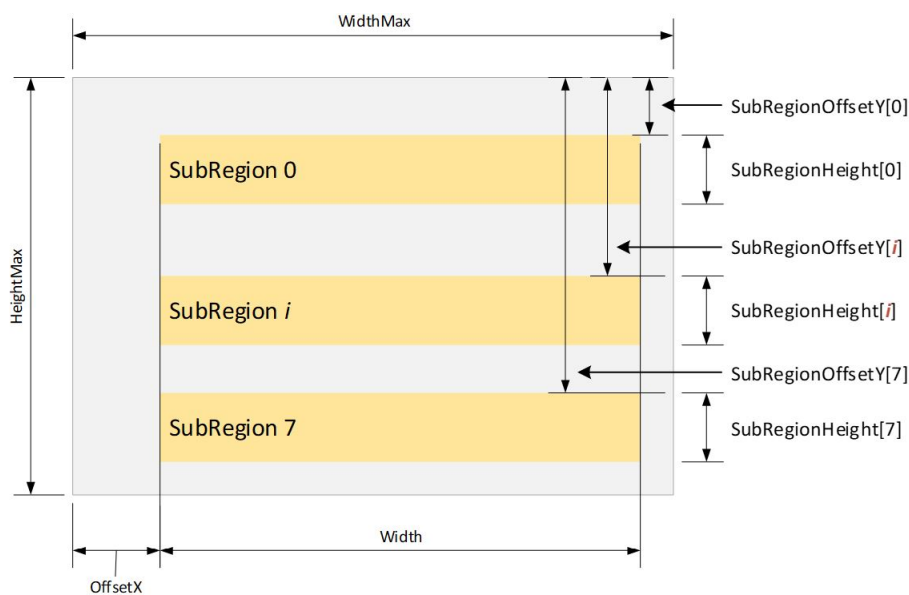 WidthMax
SubRegionOffsetY[0]
SubRegion 0
SubRegionHeight[0]
SubRegionOffsetY[i]
HeightMax
SubRegion i
SubRegionHeight[i]
SubRegionOffsetY[7]
SubRegion 7
SubRegionHeight[7]
Width
OffsetX